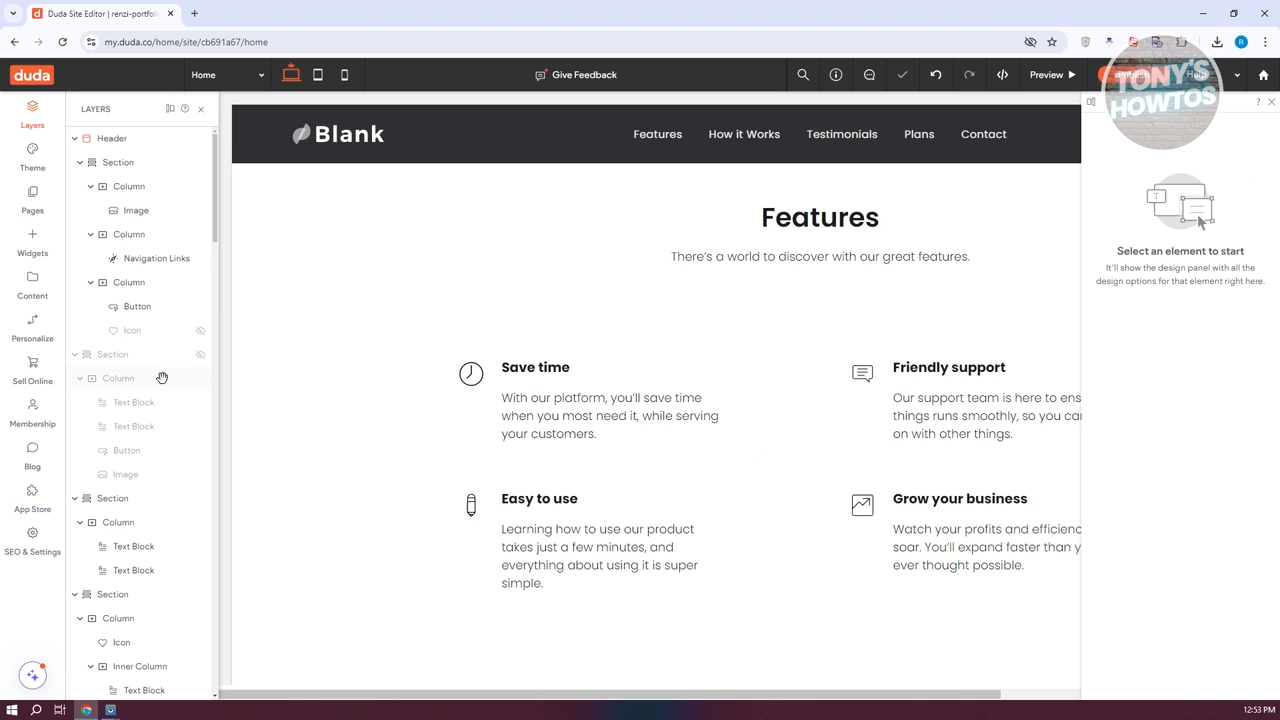 Duda Site Editor | renzi-portfoli
my.duda.co/home/site/cb691a67/home
R
duda
Home
Give Feedback
Preview
Help
TONY'S
HOWTOS
Layers
Theme
Pages
Widgets
Content
Personalize
Sell Online
Membership
Blog
App Store
SEO & Settings
LAYERS
Header
Section
Column
Image
Column
Navigation Links
Column
Button
Icon
Section
Column
Text Block
Text Block
Button
Image
Section
Column
Text Block
Text Block
Section
Column
Icon
Inner Column
Text Block
Blank
Features
How it Works
Testimonials
Plans
Contact
Features
There's a world to discover with our great features.
Save time
With our platform, you'll save time
when you most need it, while serving
your customers.
Friendly support
Our support team is here to ens
things runs smoothly, so you car
on with other things.
Easy to use
Learning how to use our product
takes just a few minutes, and
everything about using it is super
simple.
Grow your business
Watch your profits and efficienc
soar. You'll expand faster than y
ever thought possible.
T
Select an element to start
It'll show the design panel with all the
design options for that element right here.
12:53 PM